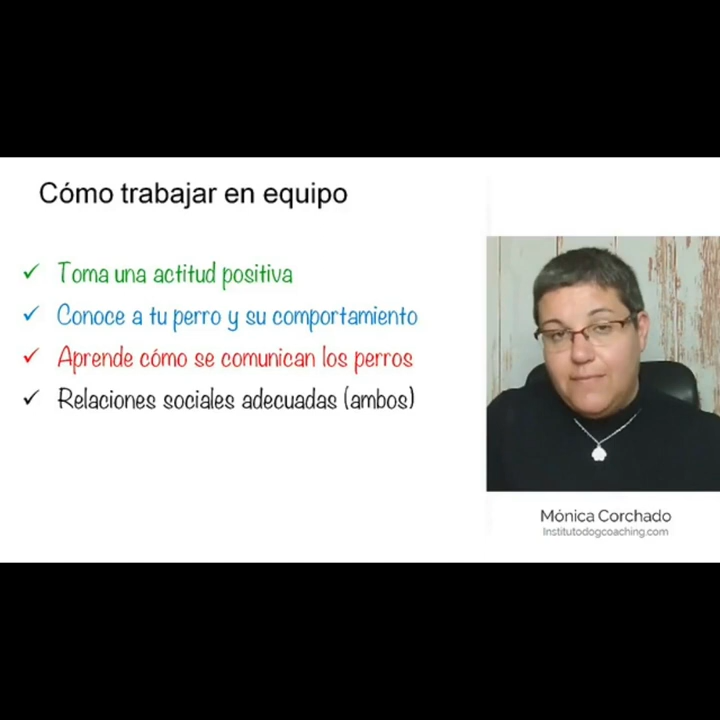 Cómo trabajar en equipo
Toma una actitud positiva
Conoce a tu perro y su comportamiento
Aprende cómo se comunican los perros
Relaciones sociales adecuadas (ambos)
Mónica Corchado
Institutodogcoaching.com